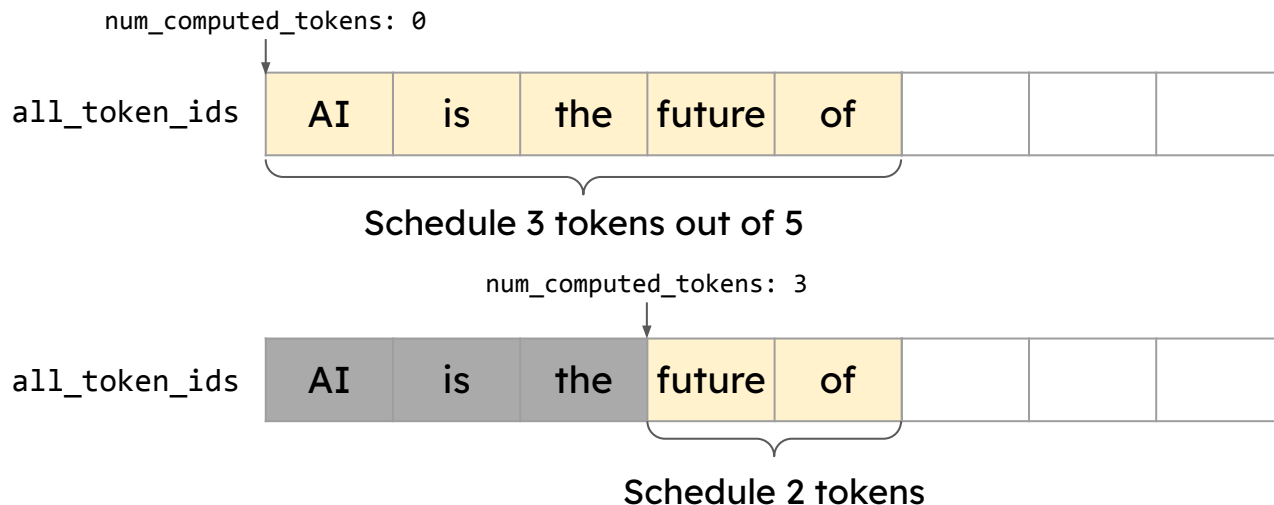 num_computed_tokens: 0
all_token_ids AI is the future of
Schedule 3 tokens out of 5
num_computed_tokens: 3
all_token_ids AI is the future of
Schedule 2 tokens